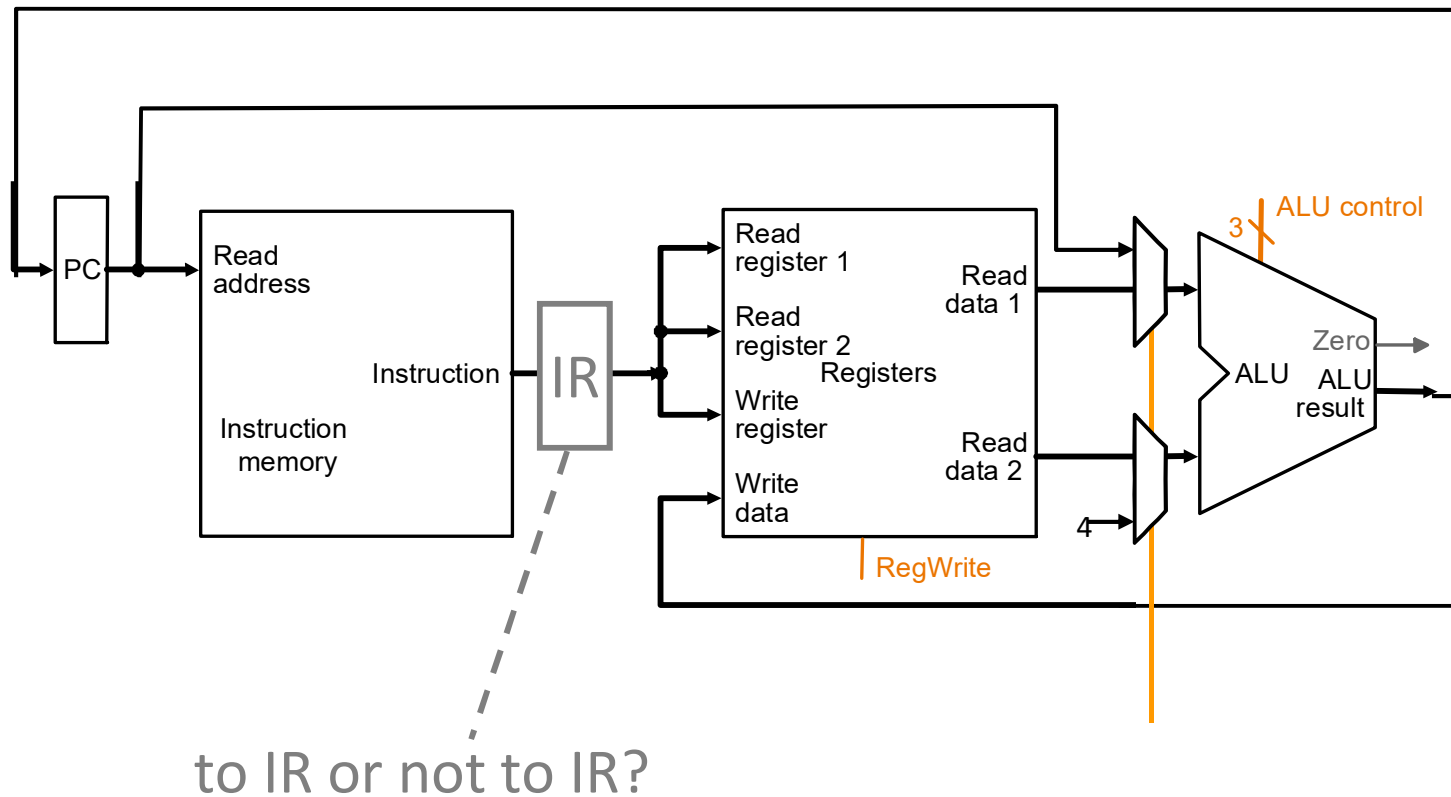 PC
Read
address
Instruction
Instruction
memory
IR
Read
register 1
Read
register 2
Registers
Write
register
Write
data
Read
data 1
Read
data 2
RegWrite
4
3
ALU control
Zero
ALU
ALU
result
to IR or not to IR?